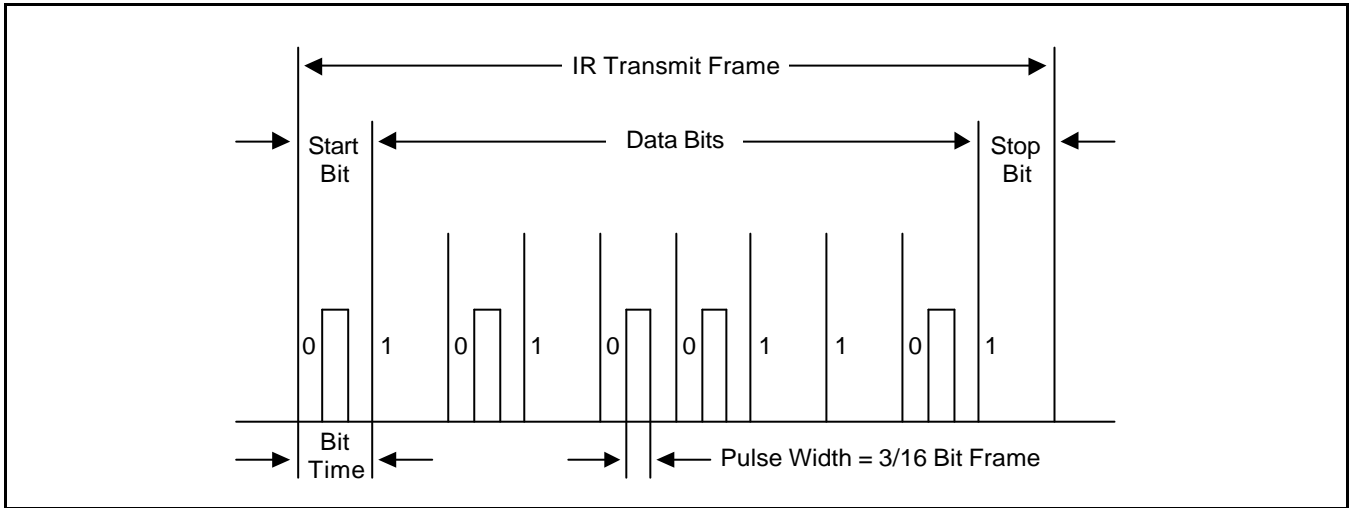 IR Transmit Frame
Start
Bit
Data Bits
Stop
Bit
0 1 0 1 0 0 1 1 0 1
Bit
Time
Pulse Width = 3/16 Bit Frame